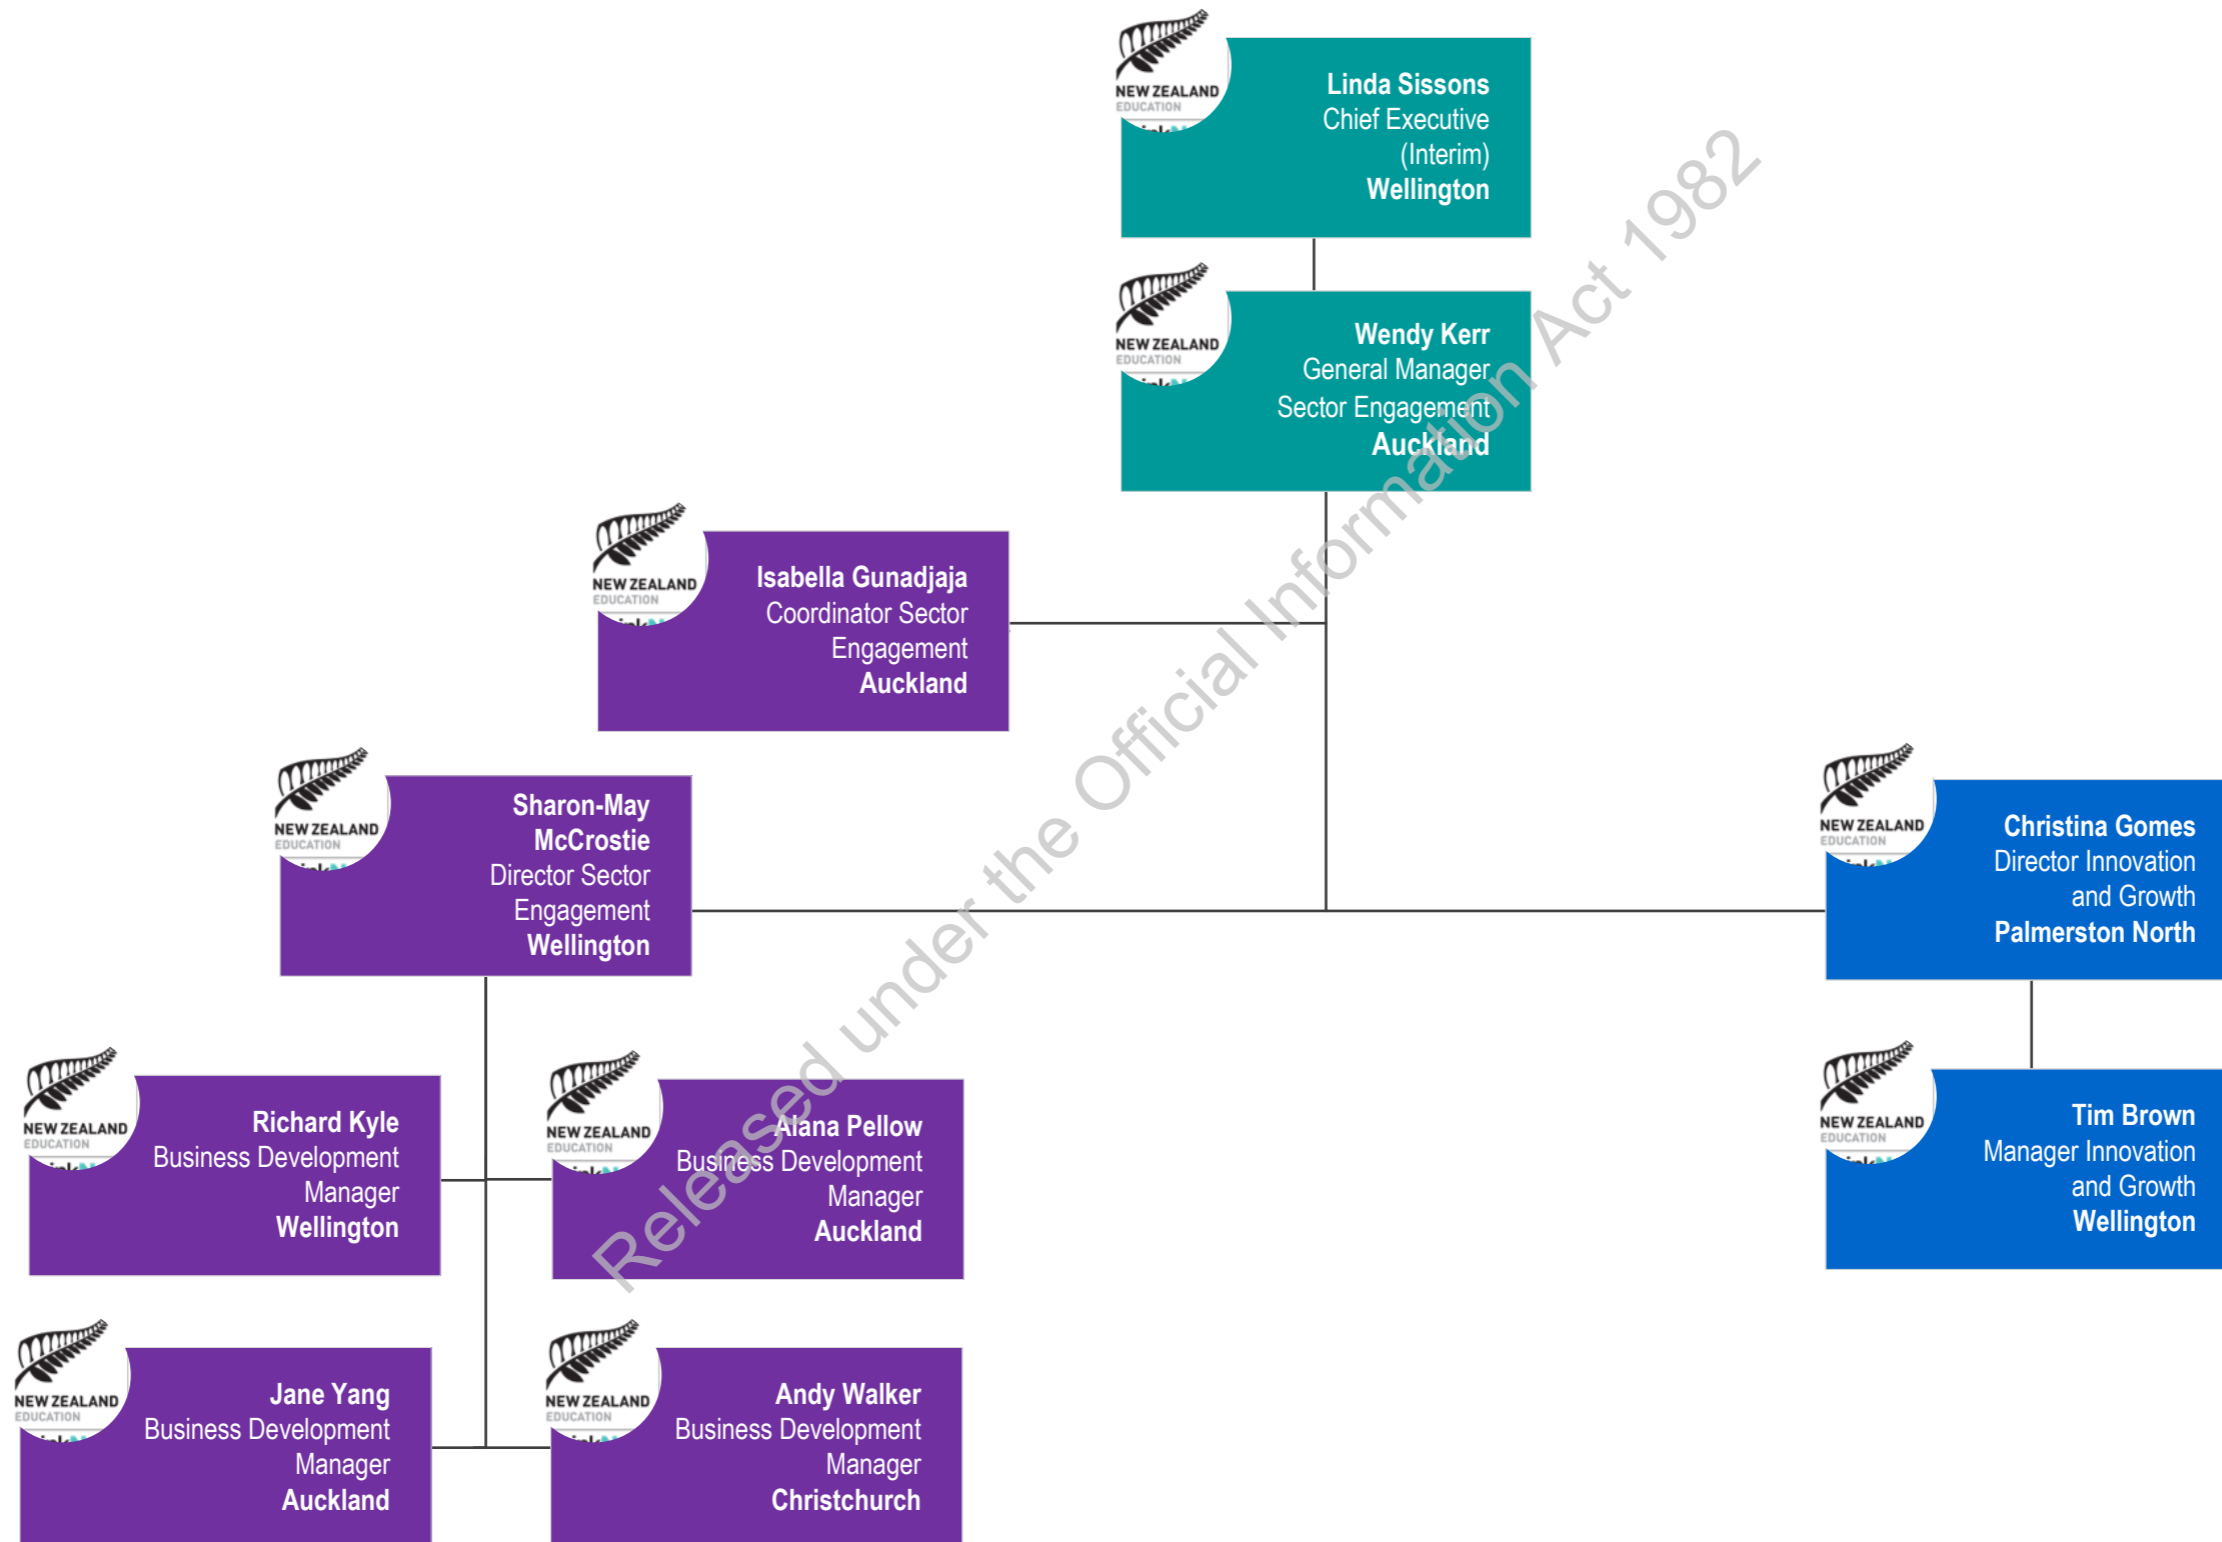 NEW ZEALAND
EDUCATION
Linda Sissons
Chief Executive
(Interim)
Wellington
NEW ZEALAND
EDUCATION
Wendy Kerr
General Manager
Sector Engagement
Auckland
NEW ZEALAND
EDUCATION
Isabella Gunadjaja
Coordinator Sector
Engagement
Auckland
NEW ZEALAND
EDUCATION
Sharon-May
McCrostie
Director Sector
Engagement
Wellington
NEW ZEALAND
EDUCATION
Christina Gomes
Director Innovation
and Growth
Palmerston North
NEW ZEALAND
EDUCATION
Richard Kyle
Business Development
Manager
Wellington
NEW ZEALAND
EDUCATION
Alana Pellow
Business Development
Manager
Auckland
NEW ZEALAND
EDUCATION
Tim Brown
Manager Innovation
and Growth
Wellington
NEW ZEALAND
EDUCATION
Jane Yang
Business Development
Manager
Auckland
NEW ZEALAND
EDUCATION
Andy Walker
Business Development
Manager
Christchurch
Released under the Official Information Act 1982